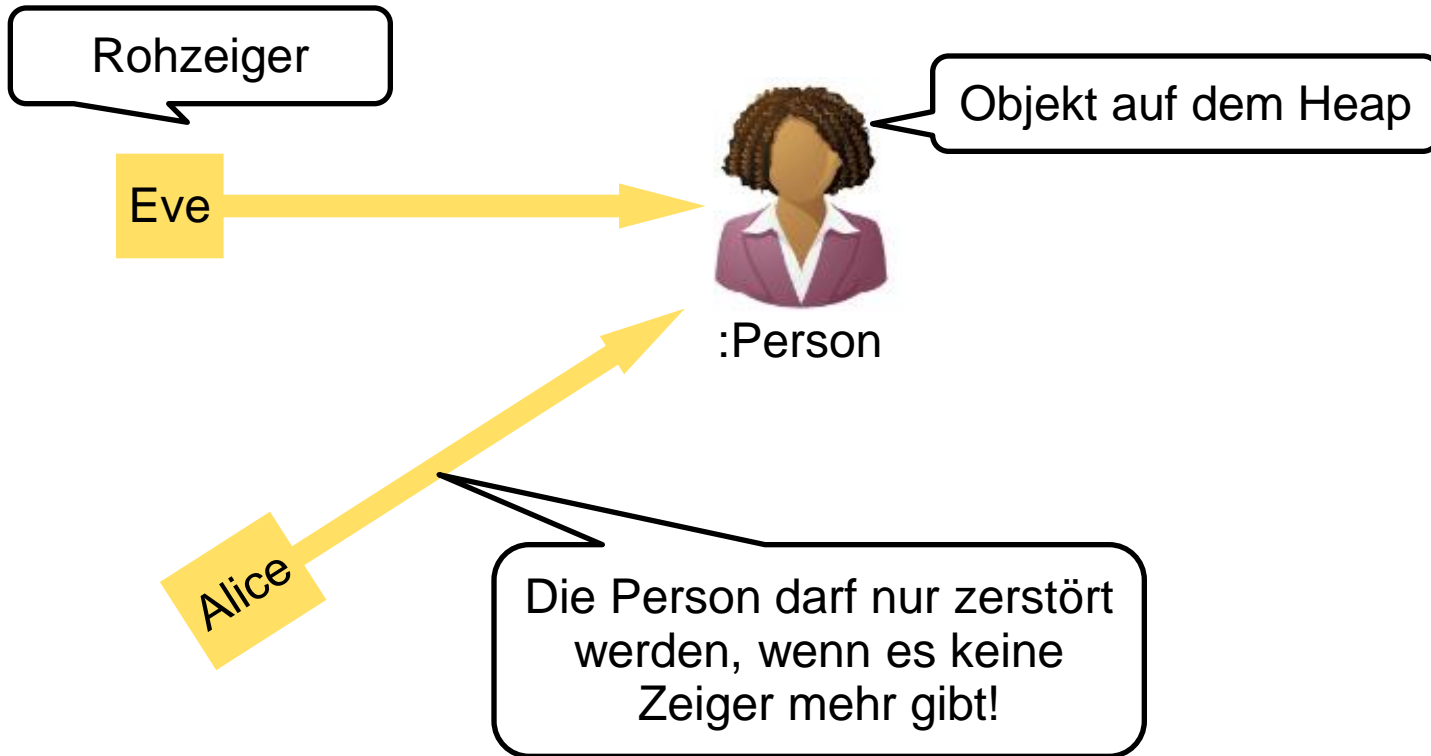 Rohzeiger
Objekt auf dem Heap
Eve
:Person
Alice
Die Person darf nur zerstört
werden, wenn es keine
Zeiger mehr gibt!